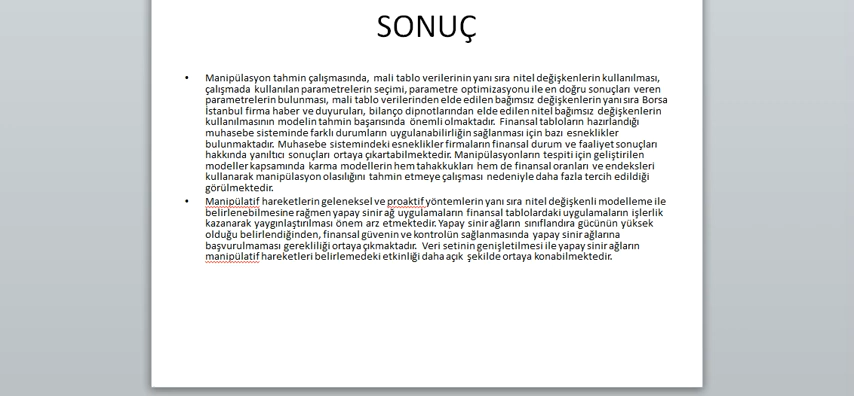 SONUÇ
• Manipülasyon tahmin çalışmasında, mali tablo verilerinin yanı sıra nitel değişkenlerin kullanılması,
çalışmada kullanılan parametrelerin seçimi, parametre optimizasyonu ile en doğru sonuçları veren
parametrelerin bulunması, mali tablo verilerinden elde edilen bağımsız değişkenlerin yanı sıra Borsa
İstanbul firma haber ve duyuruları, bilanço dipnotlarından elde edilen nitel bağımsız değişkenlerin
kullanılmasının modelin tahmin başarısında önemli olmaktadır. Finansal tabloların hazırlandığı
muhasebe sisteminde farklı durumların uygulanabilirliğin sağlanması için bazı esneklikler
bulunmaktadır. Muhasebe sistemindeki esneklikler firmaların finansal durum ve faaliyet sonuçları
hakkında yanıltıcı sonuçları ortaya çıkartabilmektedir. Manipülasyonların tespiti için geliştirilen
modeller kapsamında karma modellerin hem tahakkukları hem de finansal oranları ve endeksleri
kullanarak manipülasyon olasılığını tahmin etmeye çalışması nedeniyle daha fazla tercih edildiği
görülmektedir.
• Manipülatif hareketlerin geleneksel ve proaktif yöntemlerin yanı sıra nitel değişkenli modelleme ile
belirlenebilmesine rağmen yapay sinir ağ uygulamaların finansal tablolardaki uygulamaların işlerlik
kazanarak yaygınlaştırılması önem arz etmektedir. Yapay sinir ağların sınıflandıra gücünün yüksek
olduğu belirlendiğinden, finansal güvenin ve kontrolün sağlanmasında yapay sinir ağlarına
başvurulmaması gerekliliği ortaya çıkmaktadır. Veri setinin genişletilmesi ile yapay sinir ağların
manipülatif hareketleri belirlemedeki etkinliği daha açık şekilde ortaya konabilmektedir.